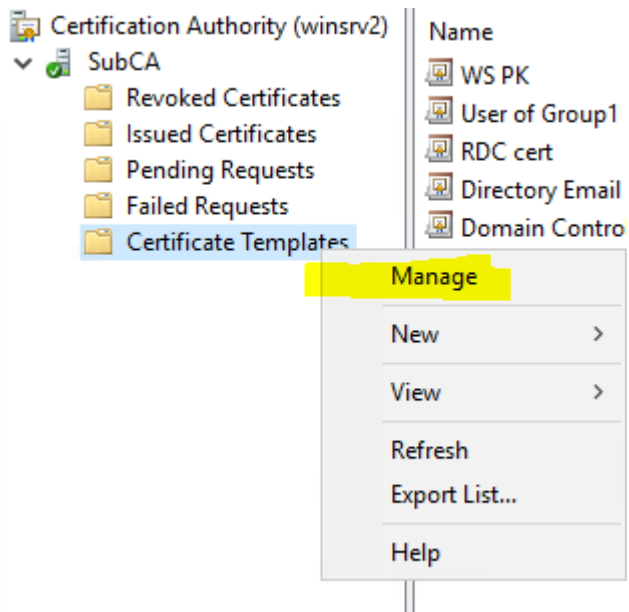 Certification Authority (winsrv2)
SubCA
Revoked Certificates
Issued Certificates
Pending Requests
Failed Requests
Certificate Templates
Name
WS PK
User of Group1
RDC cert
Directory Email
Domain Contro
Manage
New
View
Refresh
Export List...
Help